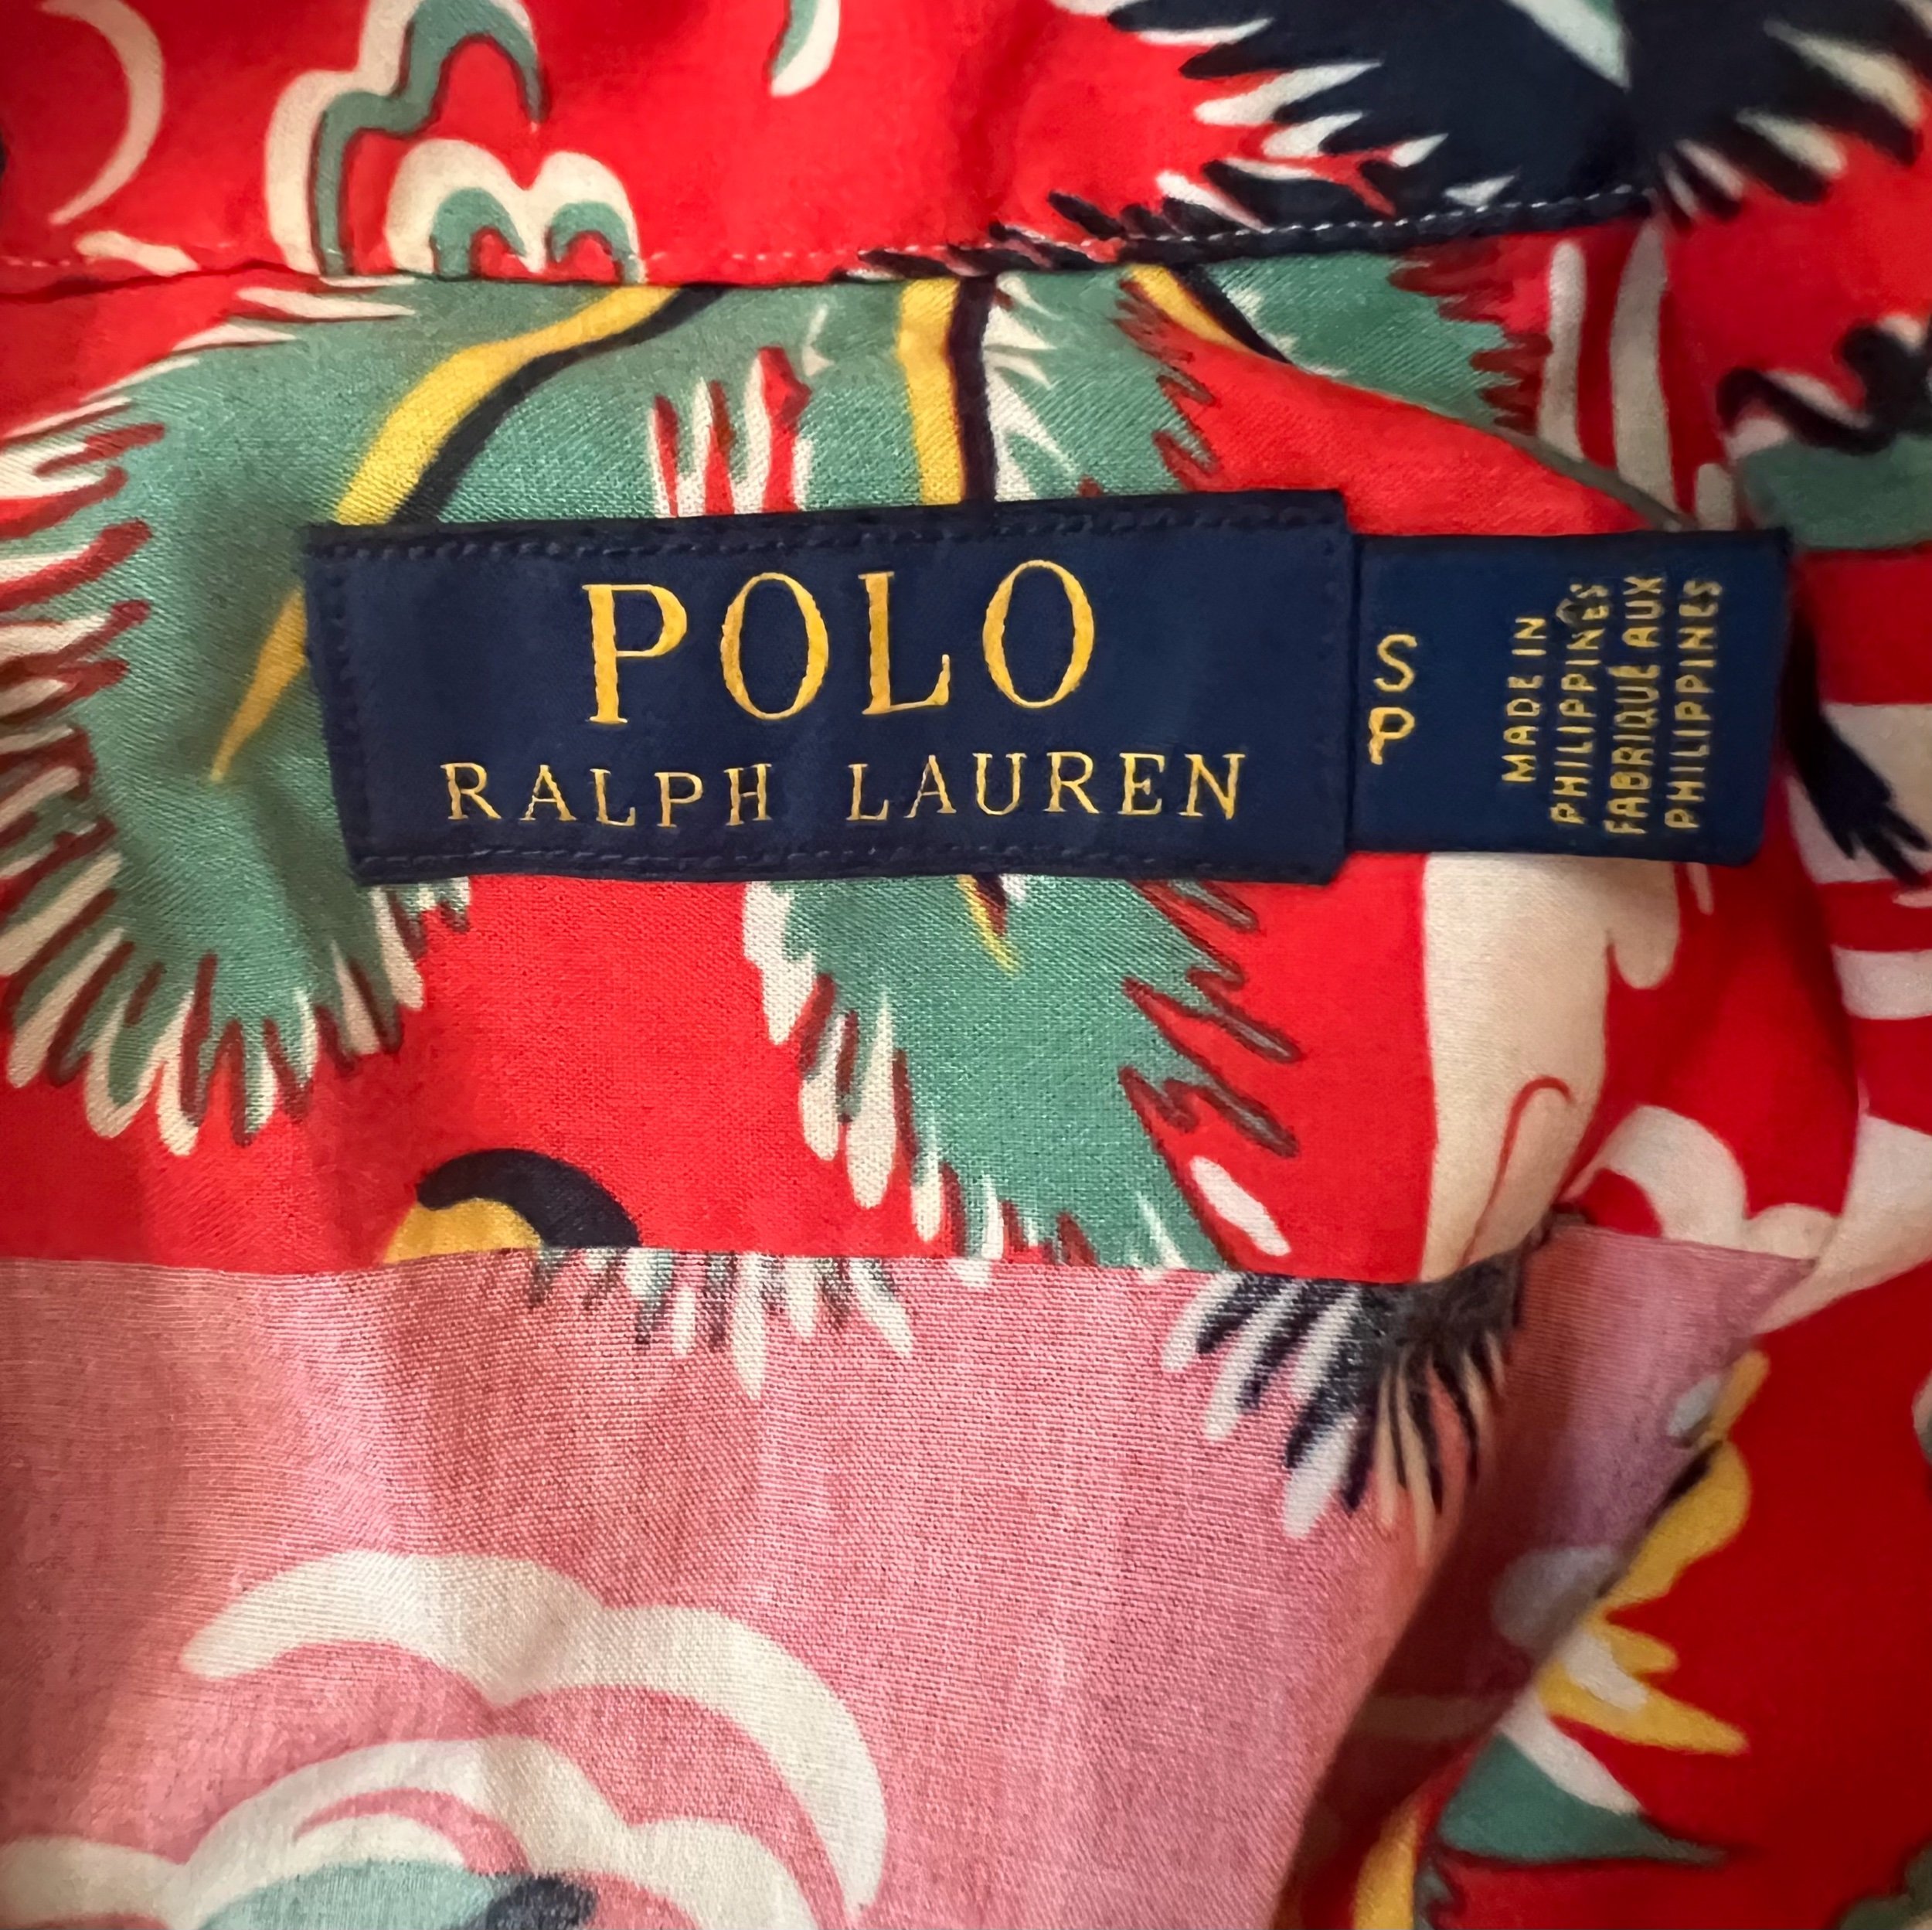 POLO
RALPH LAUREN
S
P
MADE IN
PHILIPPINES
FABRIQUÉ AUX
PHILIPPINES